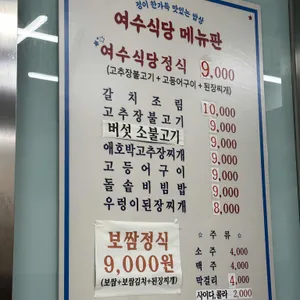 정이 한가득 맛있는 밥상
여수식당 메뉴판
여수식당정식 9,000
(고추장불고기 + 고등어구이 + 된장찌개)
갈치조림 10,000
고추장불고기 9,000
버섯 소불고기 9,000
애호박고추장찌개 9,000
고등어구이 9,000
돌솥비빔밥 9,000
우렁이된장찌개 8,000
보쌈정식
9,000원
(보쌈+보쌈김치+된장찌개)
☆ 주류 ☆
소주 4,000
맥주 4,000
막걸리 4,000
사이다,콜라 2,000